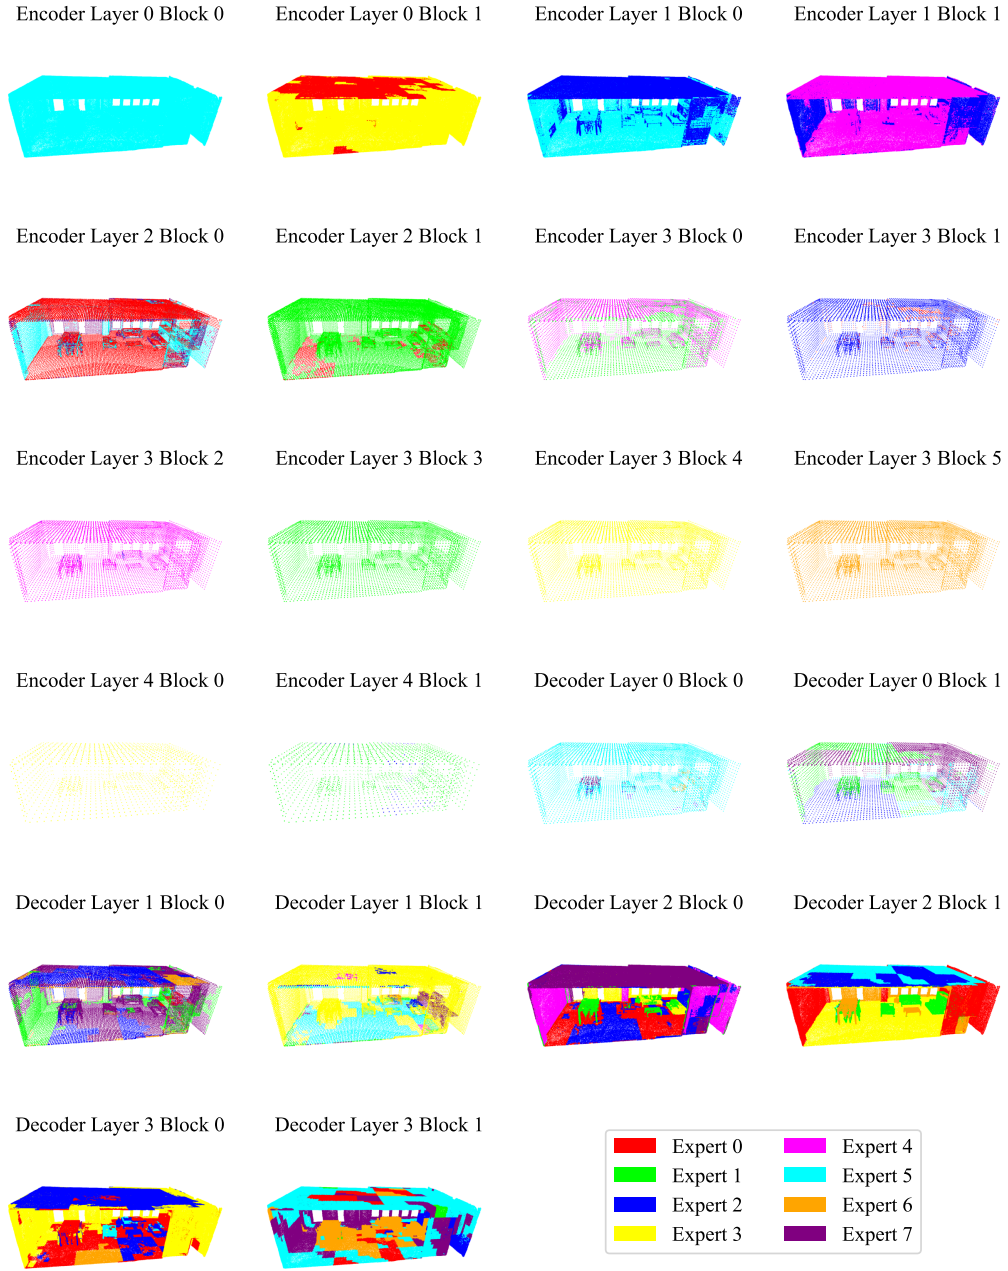 Encoder Layer 0 Block 0
Encoder Layer 0 Block 1
Encoder Layer 1 Block 0
Encoder Layer 1 Block 1
Encoder Layer 2 Block 0
Encoder Layer 2 Block 1
Encoder Layer 3 Block 0
Encoder Layer 3 Block 1
Encoder Layer 3 Block 2
Encoder Layer 3 Block 3
Encoder Layer 3 Block 4
Encoder Layer 3 Block 5
Encoder Layer 4 Block 0
Encoder Layer 4 Block 1
Decoder Layer 0 Block 0
Decoder Layer 0 Block 1
Decoder Layer 1 Block 0
Decoder Layer 1 Block 1
Decoder Layer 2 Block 0
Decoder Layer 2 Block 1
Decoder Layer 3 Block 0
Decoder Layer 3 Block 1
Expert 0
Expert 1
Expert 2
Expert 3
Expert 4
Expert 5
Expert 6
Expert 7